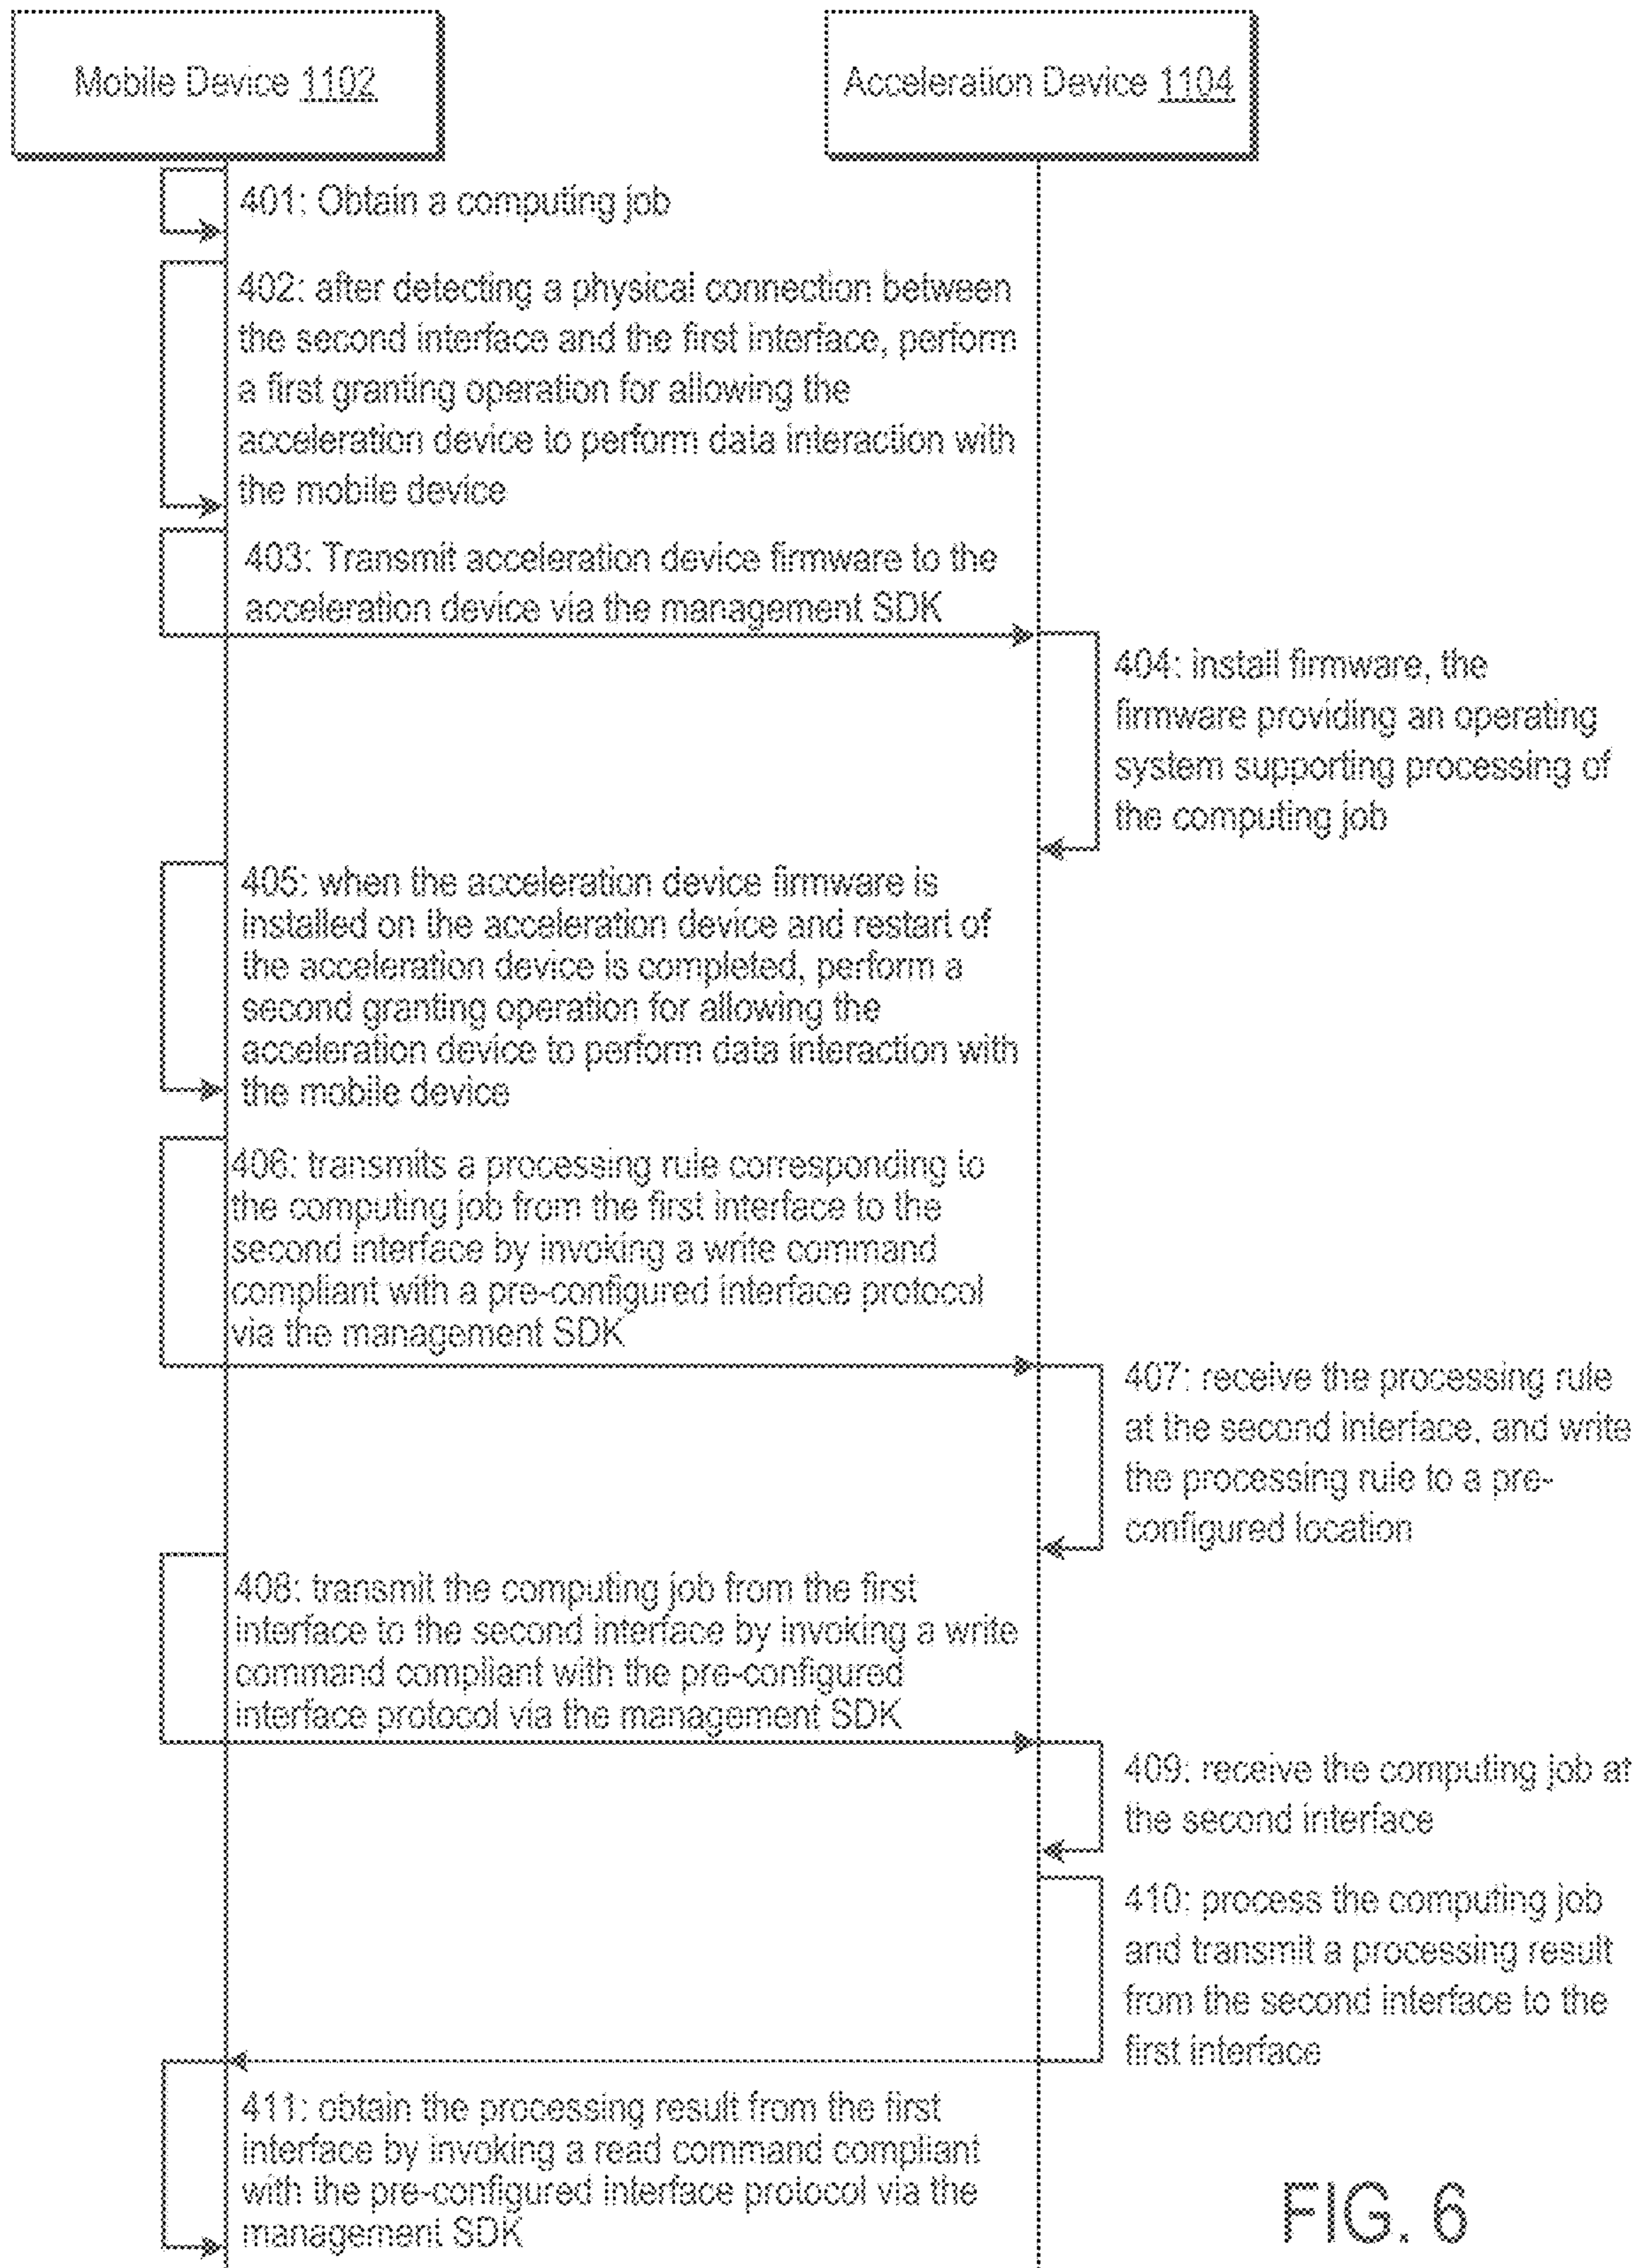 Mobile Device 1102
Acceleration Device 1104
401: Obtain a computing job
402: after detecting a physical connection between
the second interface and the first interface, perform
a first granting operation for allowing the
acceleration device to perform data interaction with
the mobile device
403: Transmit acceleration device firmware to the
acceleration device via the management SDK
404: install firmware, the
firmware providing an operating
system supporting processing of
the computing job
405: when the acceleration device firmware is
installed on the acceleration device and restart of
the acceleration device is completed, perform a
second granting operation for allowing the
acceleration device to perform data interaction with
the mobile device
406: transmits a processing rule corresponding to
the computing job from the first interface to the
second interface by invoking a write command
compliant with a pre-configured interface protocol
via the management SDK
407: receive the processing rule
at the second interface, and write
the processing rule to a pre-
configured location
408: transmit the computing job from the first
interface to the second interface by invoking a write
command compliant with the pre-configured
interface protocol via the management SDK
409: receive the computing job at
the second interface
410: process the computing job
and transmit a processing result
from the second interface to the
first interface
411: obtain the processing result from the first
interface by invoking a read command compliant
with the pre-configured interface protocol via the
management SDK
FIG. 6